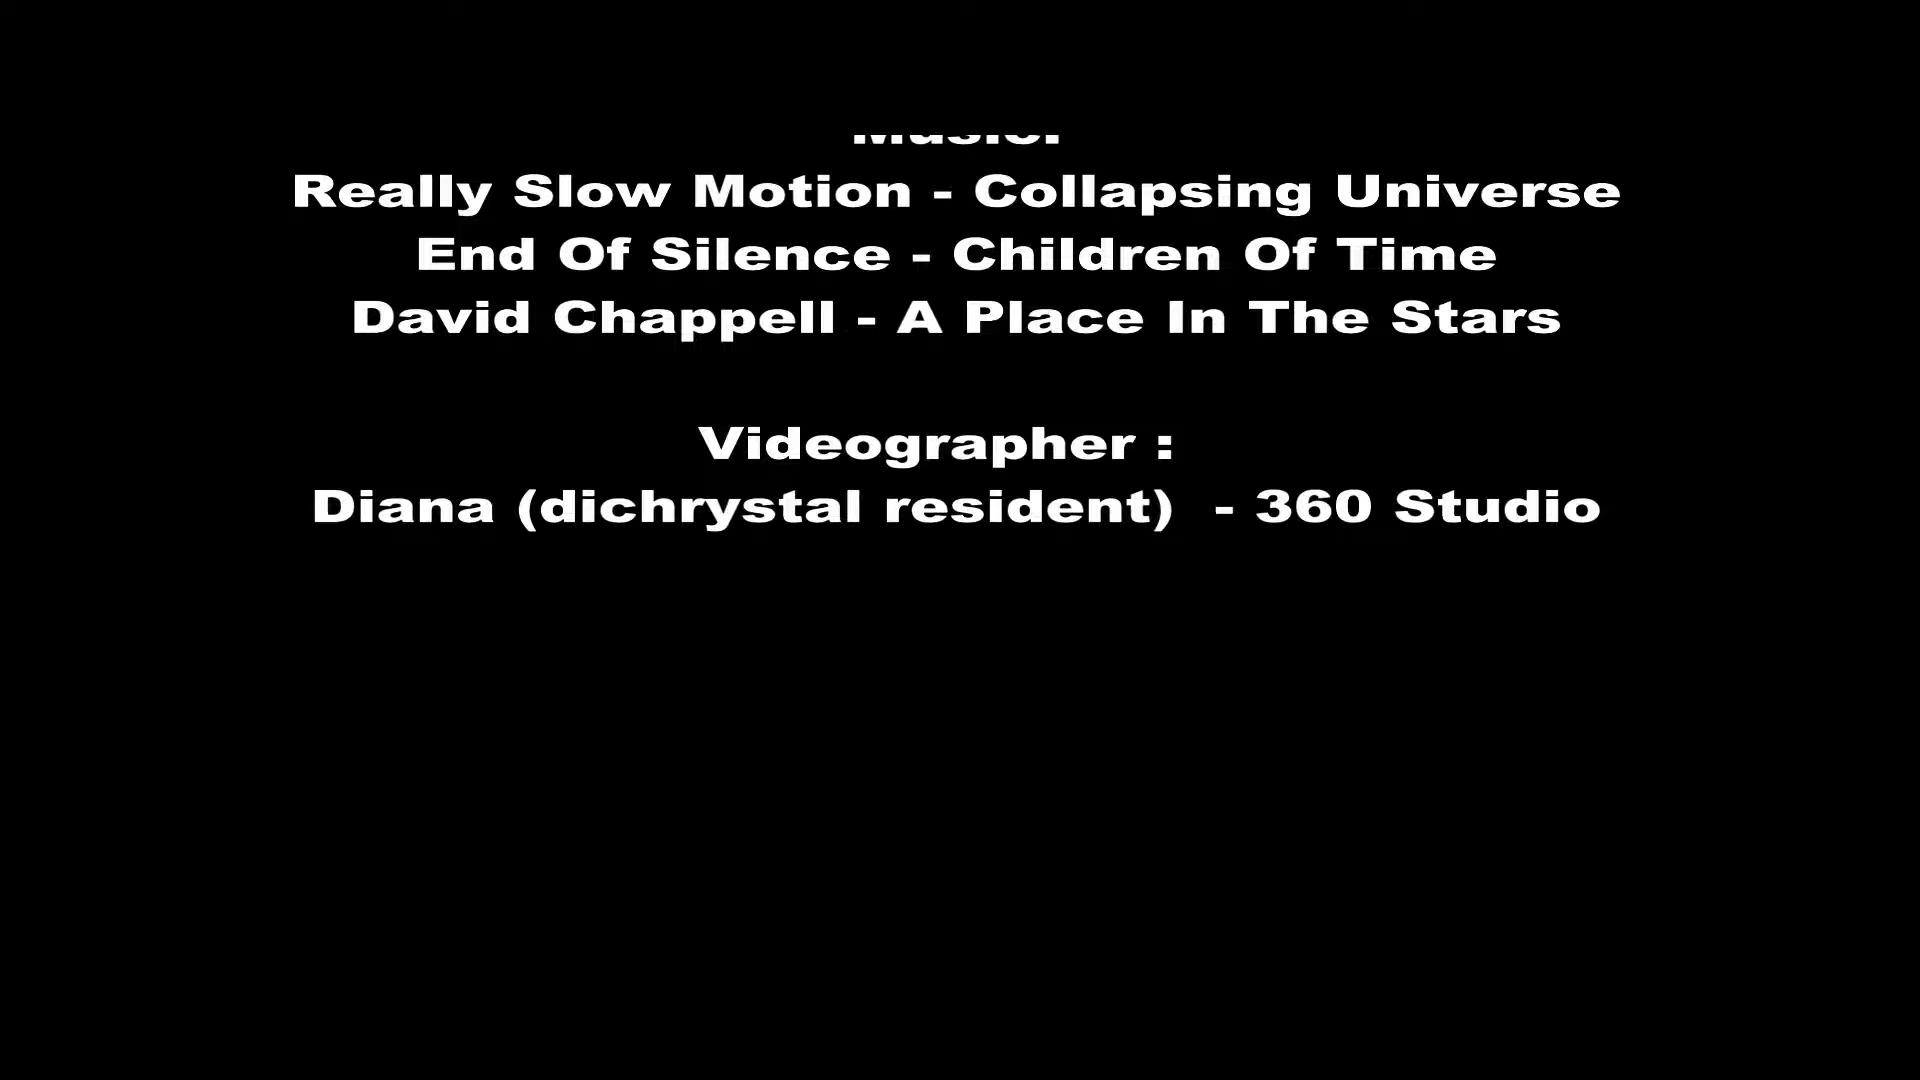 Music:
Really Slow Motion - Collapsing Universe
End Of Silence - Children Of Time
David Chappell - A Place In The Stars
Videographer :
Diana (dichrystal resident)  - 360 Studio